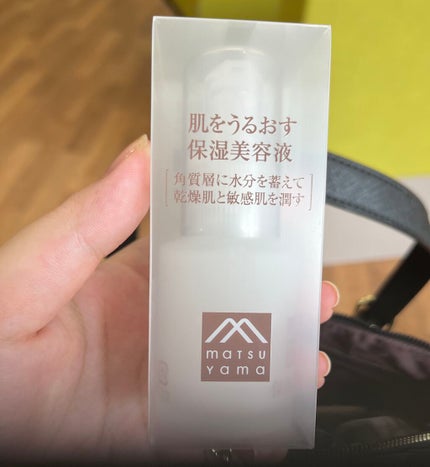 肌をうるおす
保湿美容液
角質層に水分を蓄えて
乾燥肌と敏感肌を潤す
matsu
yama